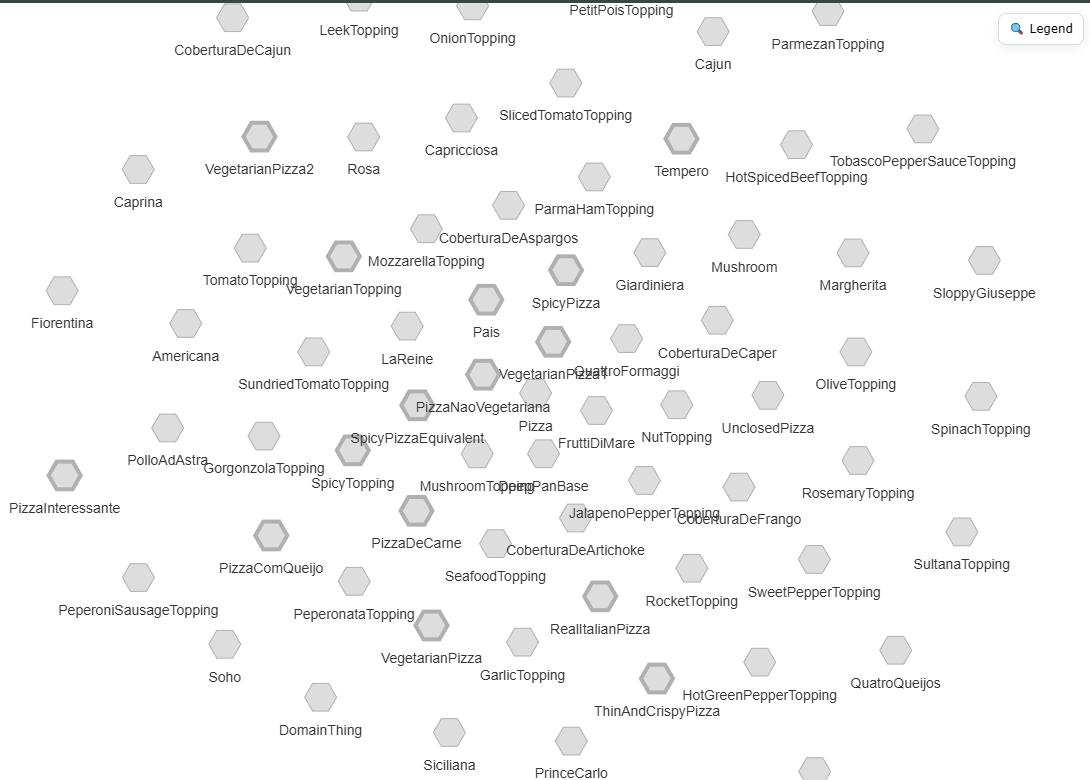 PetitPoisTopping
Legend
LeekTopping
OnionTopping
CoberturaDeCajun
ParmezanTopping
Cajun
SlicedTomatoTopping
Capricciosa
TobascoPepperSauceTopping
VegetarianPizza2
Rosa
Tempero
HotSpicedBeefTopping
Caprina
ParmaHamTopping
CoberturaDeAspargos
MozzarellaTopping
Mushroom
TomatoTopping
VegetarianTopping
Giardiniera
Margherita
SloppyGiuseppe
SpicyPizza
Fiorentina
Pais
Americana
LaReine
CoberturaDeCaper
VegetarianPizza1
QuattroFormaggi
SundriedTomatoTopping
OliveTopping
PizzaNaoVegetariana
Pizza
UnclosedPizza
SpinachTopping
SpicyPizzaEquivalent
FruttiDiMare
NutTopping
PolloAdAstra
GorgonzolaTopping
SpicyTopping
MushroomTopping
DeepPanBase
RosemaryTopping
PizzaInteressante
JalapenoPepperTopping
CoberturaDeFrango
PizzaDeCarne
CoberturaDeArtichoke
SultanaTopping
PizzaComQueijo
SeafoodTopping
SweetPepperTopping
RocketTopping
PeperoniSausageTopping
PeperonataTopping
RealItalianPizza
VegetarianPizza
GarlicTopping
Soho
QuatroQueijos
HotGreenPepperTopping
ThinAndCrispyPizza
DomainThing
Siciliana
PrinceCarlo